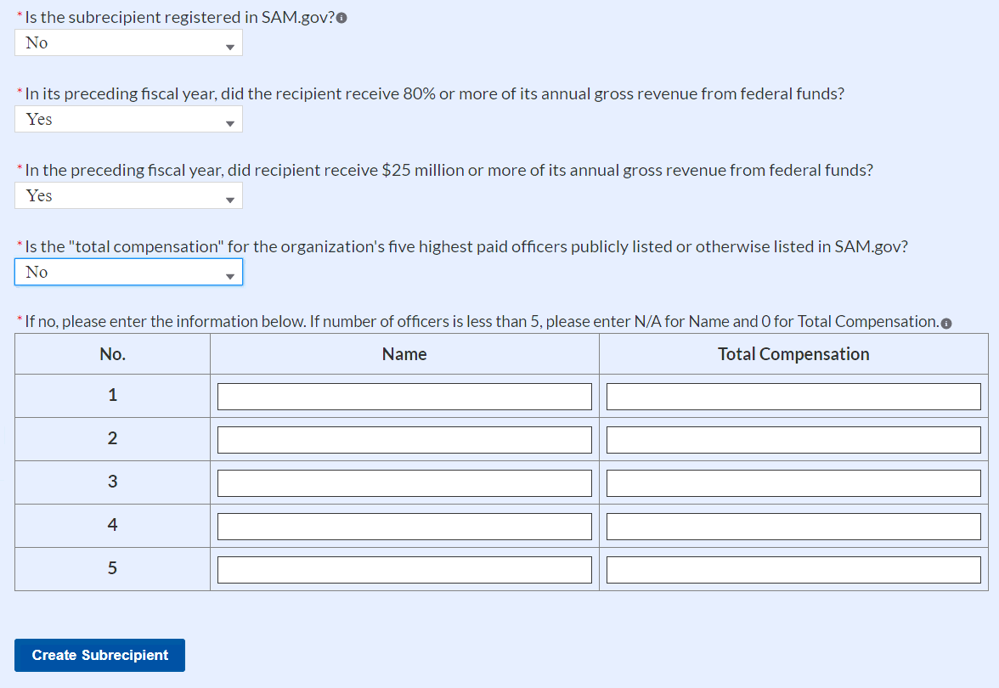 *Is the subrecipient registered in SAM.gov?
No
*In its preceding fiscal year, did the recipient receive 80% or more of its annual gross revenue from federal funds?
Yes
*In the preceding fiscal year, did recipient receive $25 million or more of its annual gross revenue from federal funds?
Yes
*Is the "total compensation" for the organization's five highest paid officers publicly listed or otherwise listed in SAM.gov?
No
*If no, please enter the information below. If number of officers is less than 5, please enter N/A for Name and 0 for Total Compensation.
No. Name Total Compensation
1
2
3
4
5
Create Subrecipient